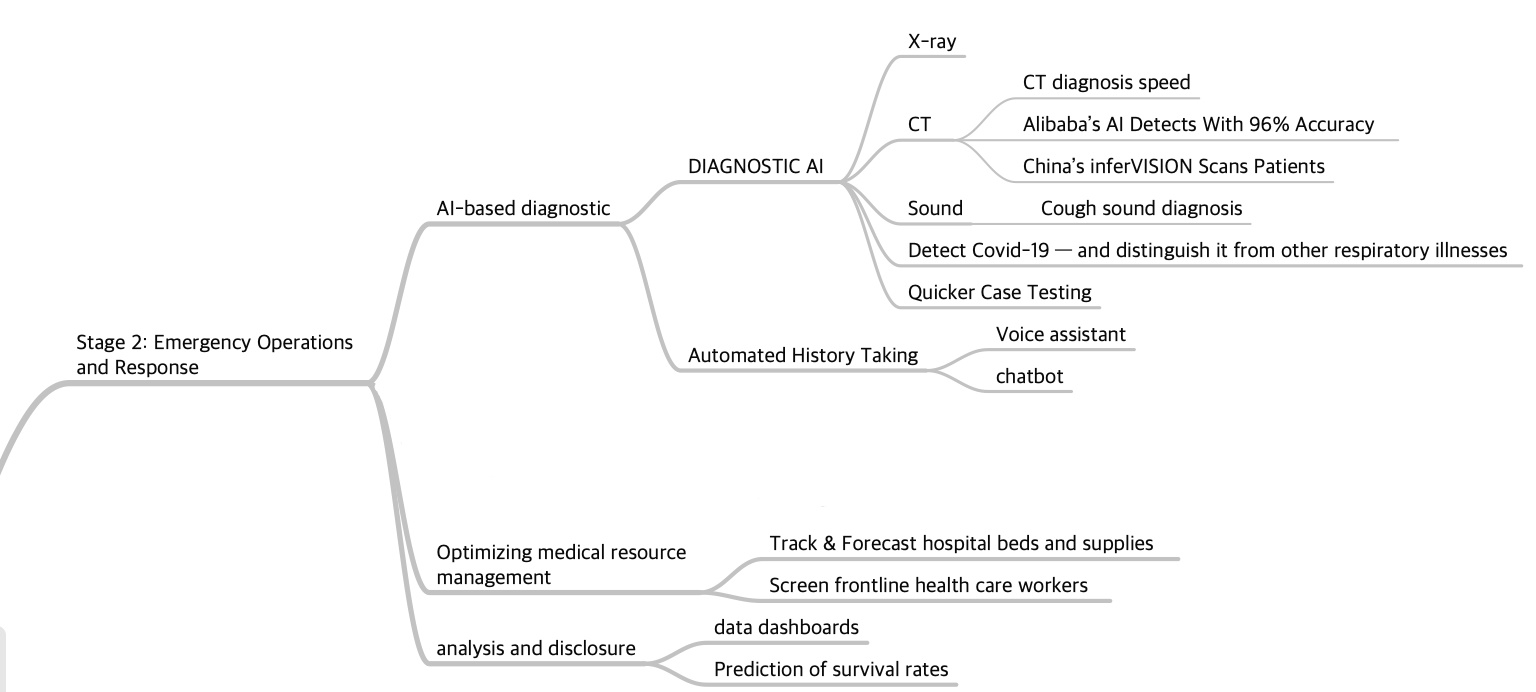 X-ray
CT diagnosis speed
CT
Alibaba's AI Detects With 96% Accuracy
China's inferVISION Scans Patients
DIAGNOSTIC AI
AI-based diagnostic
Sound
Cough sound diagnosis
Detect Covid-19 — and distinguish it from other respiratory illnesses
Quicker Case Testing
Stage 2: Emergency Operations
and Response
Automated History Taking
Voice assistant
chatbot
Optimizing medical resource
management
Track & Forecast hospital beds and supplies
Screen frontline health care workers
analysis and disclosure
data dashboards
Prediction of survival rates